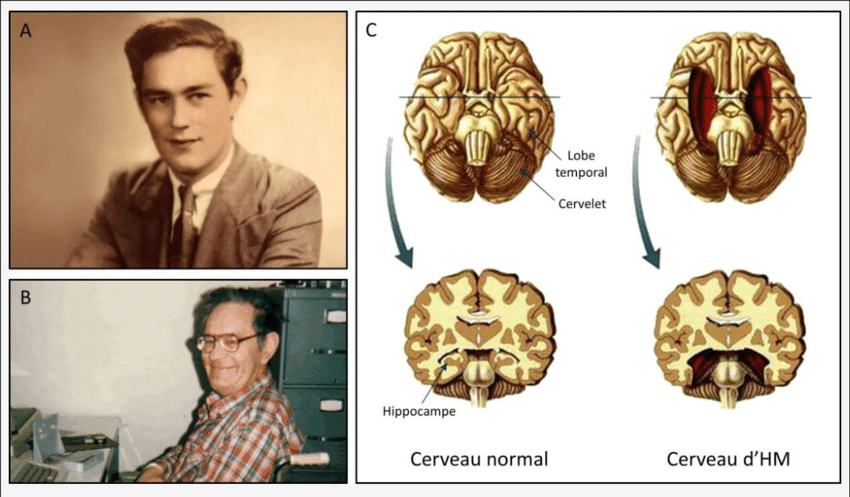 A
B
C
Lobe
temporal
Cervelet
Hippocampe
Cerveau normal
Cerveau d'HM